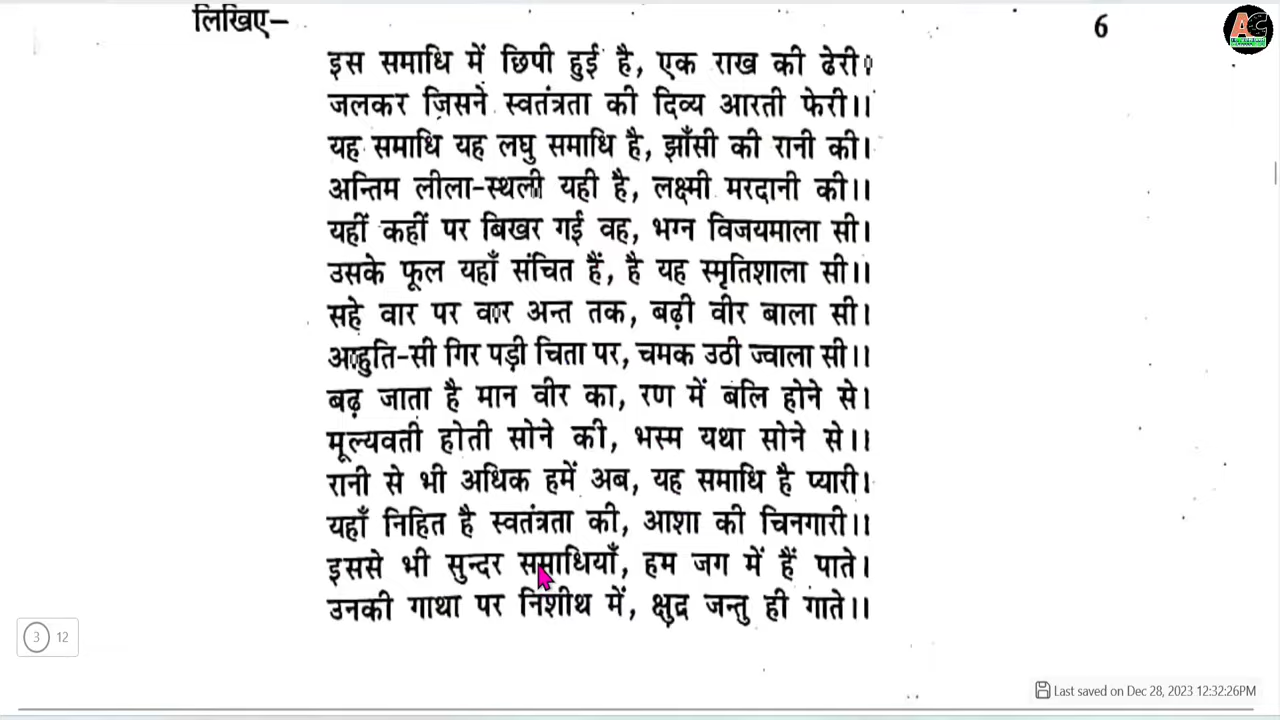 लिखिए–
6
इस समाधि में छिपी हुई है, एक राख की ढेरी।
जलकर जिसने स्वतंत्रता की दिव्य आरती फेरी।।
यह समाधि यह लघु समाधि है, झाँसी की रानी की।
अन्तिम लीला-स्थली यही है, लक्ष्मी मरदानी की।।
यहीं कहीं पर बिखर गई वह, भग्न विजयमाला सी।
उसके फूल यहाँ संचित हैं, है यह स्मृतिशाला सी।।
सहे वार पर वार अन्त तक, बढ़ी वीर बाला सी।
आहुति-सी गिर पड़ी चिता पर, चमक उठी ज्वाला सी।।
बढ़ जाता है मान वीर का, रण में बलि होने से।
मूल्यवती होती सोने की, भस्म यथा सोने से।।
रानी से भी अधिक हमें अब, यह समाधि है प्यारी।
यहाँ निहित है स्वतंत्रता की, आशा की चिनगारी।।
इससे भी सुन्दर समाधियाँ, हम जग में हैं पाते।
उनकी गाथा पर निशीथ में, क्षुद्र जन्तु ही गाते।।
3 12
Last saved on Dec 28, 2023 12:32:26PM